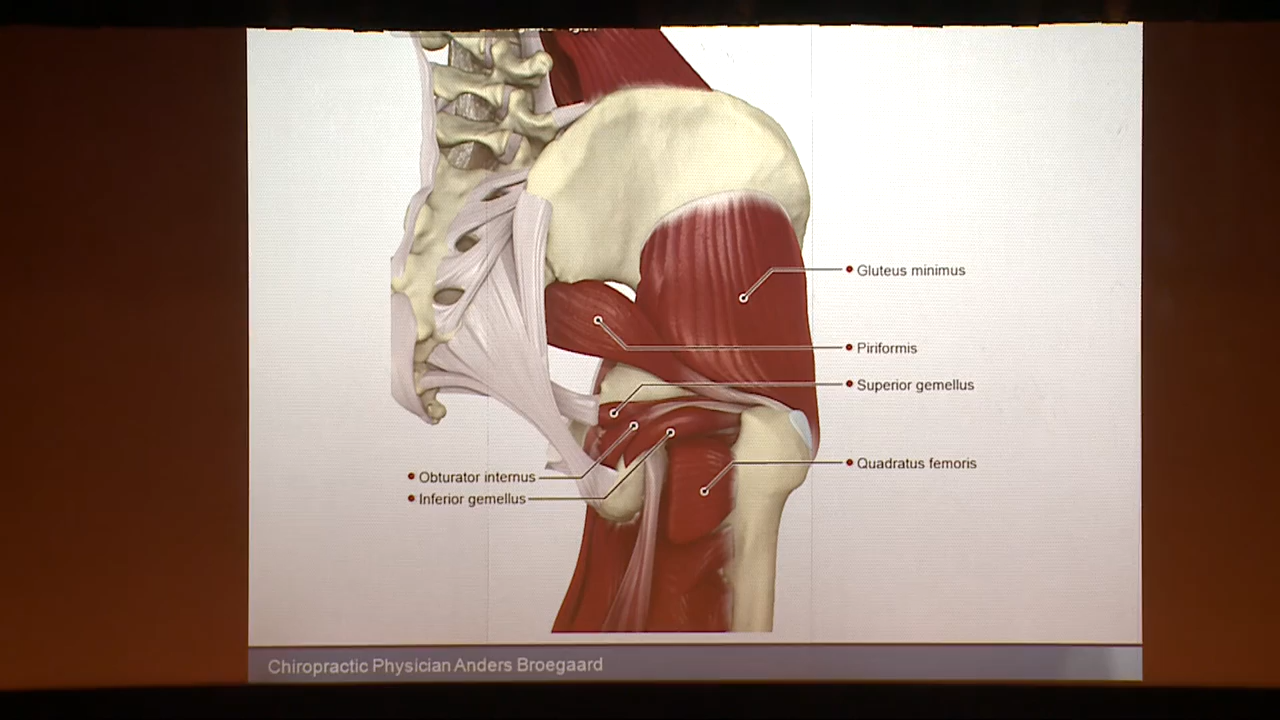 Gluteus minimus
Piriformis
Superior gemellus
Quadratus femoris
Obturator internus
Inferior gemellus
Chiropractic Physician Anders Broegaard